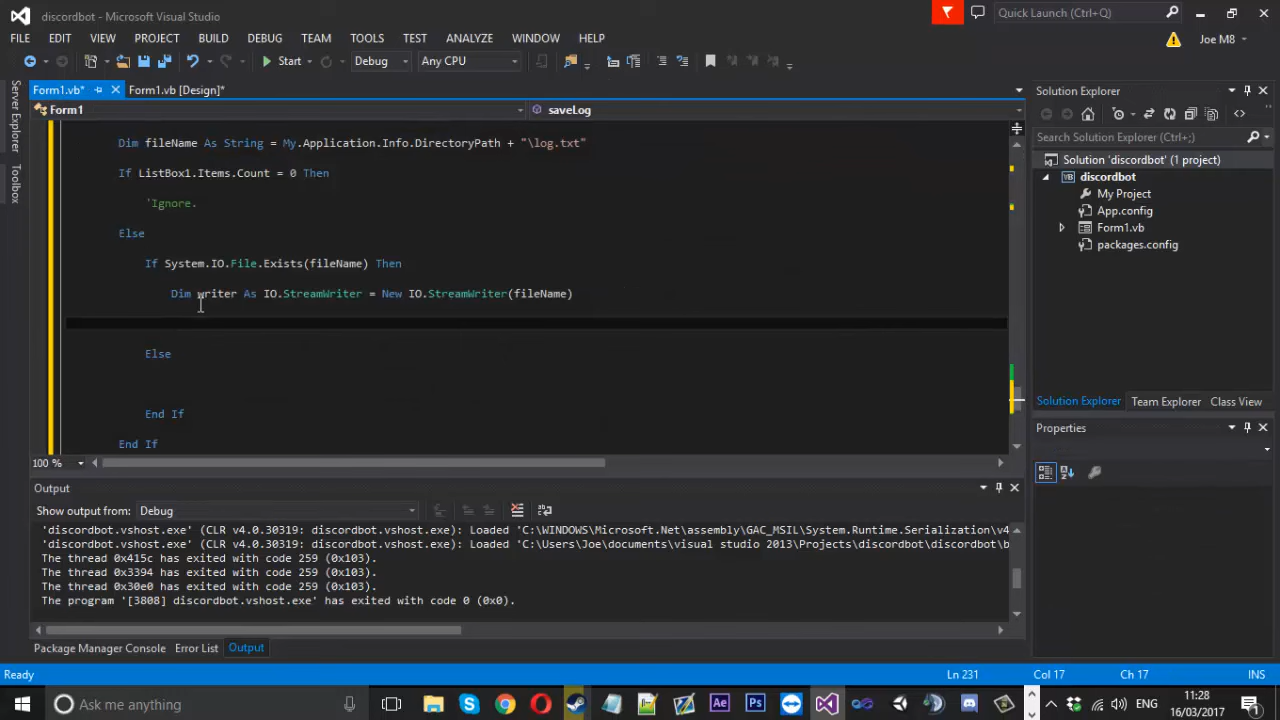 discordbot - Microsoft Visual Studio
Quick Launch (Ctrl+Q)
FILE EDIT VIEW PROJECT BUILD DEBUG TEAM TOOLS TEST ANALYZE WINDOW HELP
Joe M8
Start Debug Any CPU
Server Explorer
Toolbox
Form1.vb* Form1.vb [Design]*
Form1 saveLog
Dim fileName As String = My.Application.Info.DirectoryPath + "\log.txt"
If ListBox1.Items.Count = 0 Then
'Ignore.
Else
If System.IO.File.Exists(fileName) Then
Dim writer As IO.StreamWriter = New IO.StreamWriter(fileName)
Else
End If
End If
100 %
Solution Explorer
Search Solution Explorer (Ctrl+;)
Solution 'discordbot' (1 project)
discordbot
My Project
App.config
Form1.vb
packages.config
Solution Explorer Team Explorer Class View
Properties
Output
Show output from: Debug
'discordbot.vshost.exe' (CLR v4.0.30319: discordbot.vshost.exe): Loaded 'C:\WINDOWS\Microsoft.Net\assembly\GAC_MSIL\System.Runtime.Serialization\v4
'discordbot.vshost.exe' (CLR v4.0.30319: discordbot.vshost.exe): Loaded 'C:\Users\Joe\documents\visual studio 2013\Projects\discordbot\discordbot\b
The thread 0x415c has exited with code 259 (0x103).
The thread 0x3394 has exited with code 259 (0x103).
The thread 0x30e0 has exited with code 259 (0x103).
The program '[3808] discordbot.vshost.exe' has exited with code 0 (0x0).
Package Manager Console Error List Output
Ready Ln 231 Col 17 Ch 17 INS
Ask me anything
Ae Ps
ENG
11:28
16/03/2017